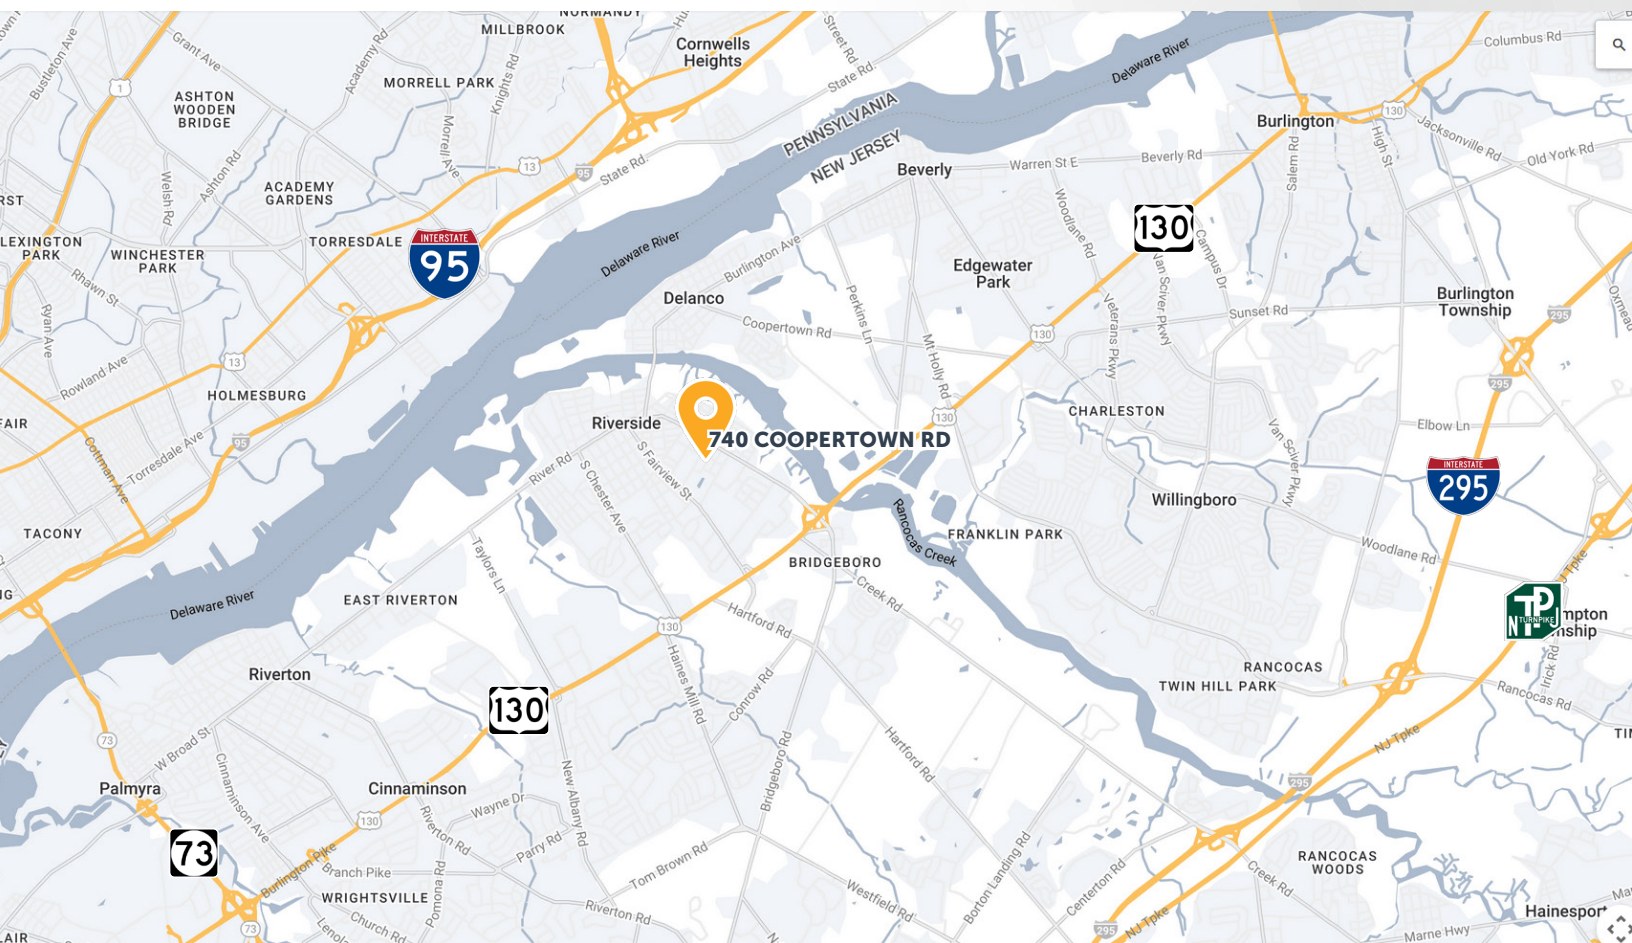 NORMANDY
MILLBROOK
Cornwells
Heights
Street Rd
State Rd
Delaware River
Columbus Rd
Grant Ave
Bustleton Ave
Academy Rd
Knights Rd
MORRELL PARK
1
ASHTON
WOODEN
BRIDGE
Morrell Ave
PENNSYLVANIA
NEW JERSEY
Burlington
130
High St
Jacksonville Rd
Old York Rd
Beverly
Warren St E
Beverly Rd
Salem Rd
13
95
State Rd
Welsh Rd
Ashton Rd
ACADEMY
GARDENS
Woodlane Rd
130
Campus Dr
Van Sciver Pkwy
LEXINGTON
PARK
WINCHESTER
PARK
TORRESDALE
INTERSTATE
95
Delaware River
Burlington Ave
Edgewater
Park
Rhawn St
Ryan Ave
Delanco
Perkins Ln
Coopertown Rd
Mt Holly Rd
130
Veterans Pkwy
Sunset Rd
Burlington
Township
295
295
13
Rowland Ave
HOLMESBURG
Riverside
740 COOPERTOWN RD
130
CHARLESTON
Van Sciver Pkwy
Elbow Ln
95
Torresdale Ave
Cottman Ave
River Rd
S Fairview St
S Chester Ave
Willingboro
INTERSTATE
295
TACONY
Rancocas Creek
FRANKLIN PARK
BRIDGEBORO
Woodlane Rd
Taylors Ln
Creek Rd
Delaware River
EAST RIVERTON
Hartford Rd
130
NJ TP
TURNPIKE
Irick Rd
Riverton
Haines Mill Rd
Conrow Rd
RANCOCAS
TWIN HILL PARK
Rancocas Rd
130
73
W Broad St
Hartford Rd
NJ Tpke
Palmyra
Cinnaminson Ave
Cinnaminson
New Albany Rd
Bridgeboro Rd
295
Wayne Dr
130
Riverton Rd
Parry Rd
73
Burlington Pike
Branch Pike
Pomona Rd
Tom Brown Rd
Borton Landing Rd
Centerton Rd
Creek Rd
RANCOCAS
WOODS
WRIGHTSVILLE
Westfield Rd
Riverton Rd
Church Rd
73
295
NJ Tpke
Marne Hwy